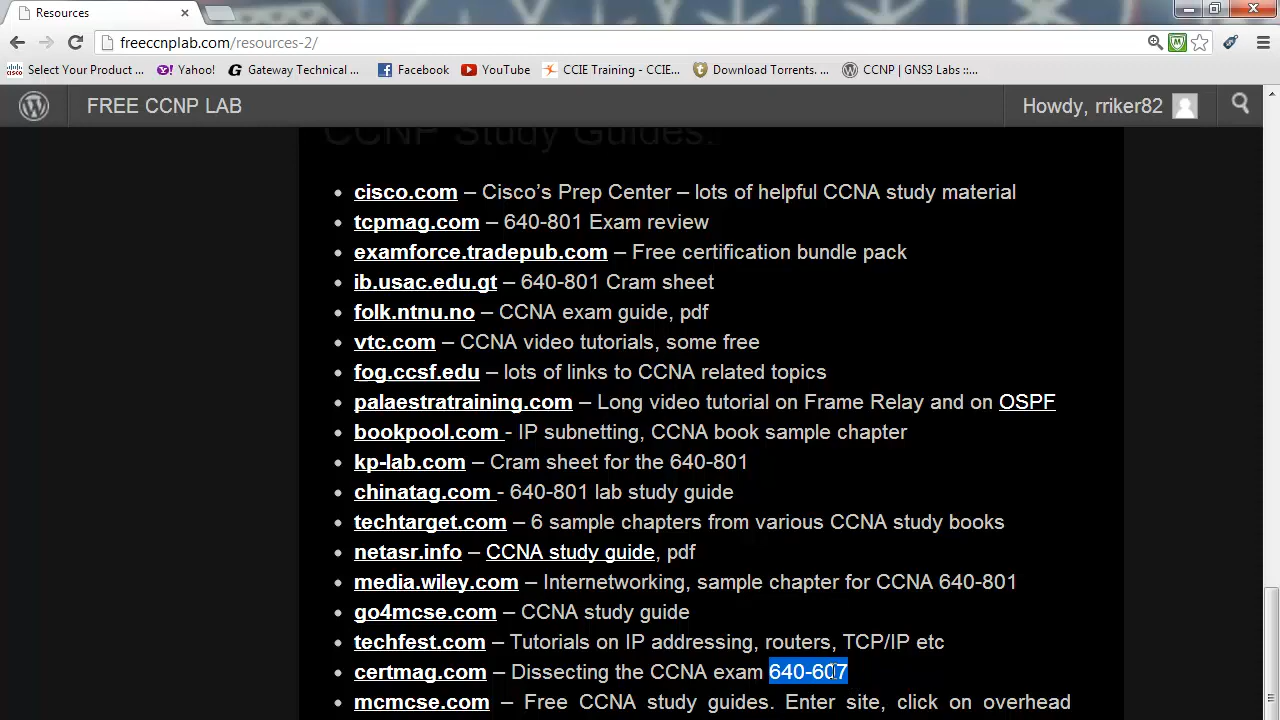 Resources
freeccnplab.com/resources-2/
Select Your Product ... Yahoo! Gateway Technical ... Facebook YouTube CCIE Training - CCIE... Download Torrents. ... CCNP | GNS3 Labs ::...
FREE CCNP LAB Howdy, rriker82
CCNP Study Guides:
cisco.com – Cisco's Prep Center – lots of helpful CCNA study material
tcpmag.com – 640-801 Exam review
examforce.tradepub.com – Free certification bundle pack
ib.usac.edu.gt – 640-801 Cram sheet
folk.ntnu.no – CCNA exam guide, pdf
vtc.com – CCNA video tutorials, some free
fog.ccsf.edu – lots of links to CCNA related topics
palaestratraining.com – Long video tutorial on Frame Relay and on OSPF
bookpool.com - IP subnetting, CCNA book sample chapter
kp-lab.com – Cram sheet for the 640-801
chinatag.com - 640-801 lab study guide
techtarget.com – 6 sample chapters from various CCNA study books
netasr.info – CCNA study guide, pdf
media.wiley.com – Internetworking, sample chapter for CCNA 640-801
go4mcse.com – CCNA study guide
techfest.com – Tutorials on IP addressing, routers, TCP/IP etc
certmag.com – Dissecting the CCNA exam 640-607
mcmcse.com – Free CCNA study guides. Enter site, click on overhead